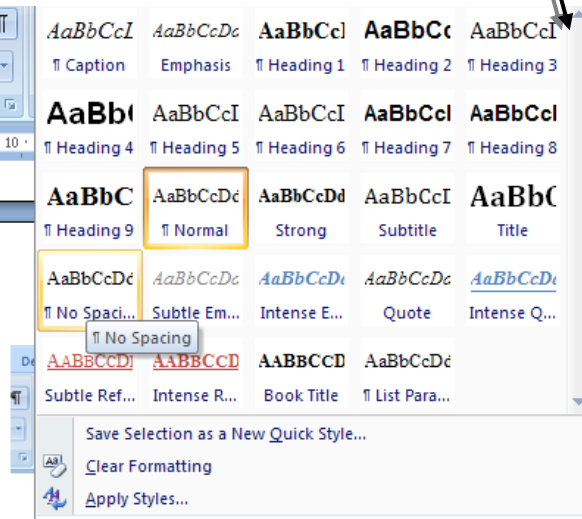 AaBbCcI AaBbCcDc AaBbCcl AaBbCc AaBbCcI
¶ Caption Emphasis ¶ Heading 1 ¶ Heading 2 ¶ Heading 3
AaBb( AaBbCcI AaBbCcI AaBbCcl AaBbCcl
10 · ¶ Heading 4 ¶ Heading 5 ¶ Heading 6 ¶ Heading 7 ¶ Heading 8
AaBbC AaBbCcDc AaBbCcDd AaBbCcI AaBb(
¶ Heading 9 ¶ Normal Strong Subtitle Title
AaBbCcDc AaBbCcDc AaBbCcDc AaBbCcDc AaBbCcDc
¶ No Spaci... Subtle Em... Intense E... Quote Intense Q...
¶ No Spacing
De AABBCCDI AABBCCD AABBCCD AaBbCcDc
¶ Subtle Ref... Intense R... Book Title ¶ List Para...
Save Selection as a New Quick Style...
Clear Formatting
Apply Styles...